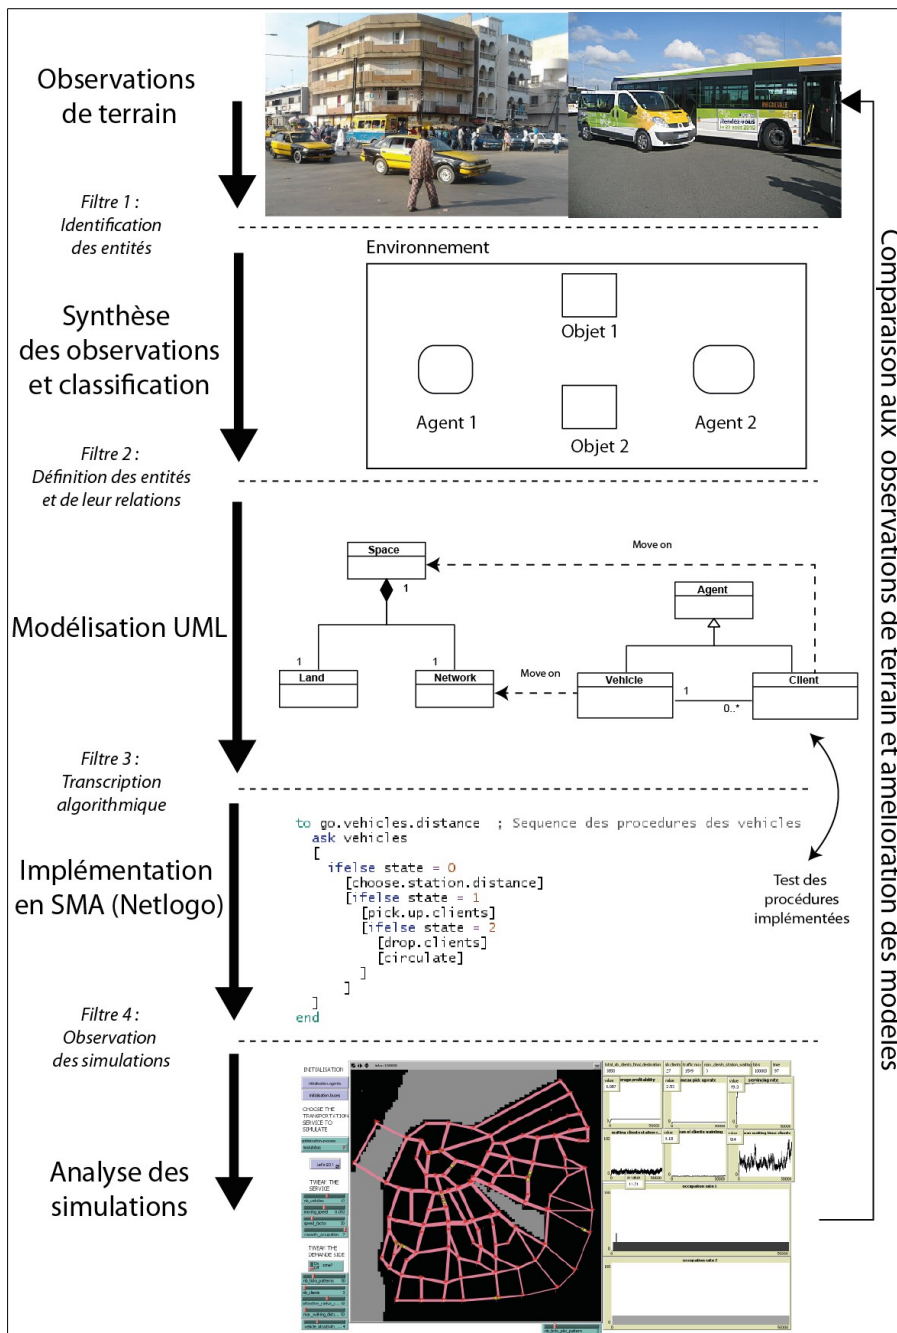 Observations
de terrain
Rendez-vous
Filtre 1 :
Identification
des entités
Environnement
Objet 1
Agent 1
Agent 2
Objet 2
Synthèse
des observations
et classification
Filtre 2 :
Définition des entités
et de leur relations
Space
Move on
1
Agent
1
1
Land
Network
Move on
Vehicle
1
0..*
Client
Modélisation UML
Filtre 3 :
Transcription
algorithmique
to go.vehicles.distance ; Sequence des procedures des vehicles
ask vehicles
[
ifelse state = 0
[choose.station.distance]
[ifelse state = 1
[pick.up.clients]
[ifelse state = 2
[drop.clients]
[circulate]
]
]
]
end
Implémentation
en SMA (Netlogo)
Test des
procédures
implémentées
Filtre 4 :
Observation
des simulations
Analyse des
simulations
INITIALISATION
initialisation.agents
initialisation.buses
CHOOSE THE
TRANSPORTATION
SERVICE TO
SIMULATE
TWEAK THE
SERVICE
TWEAK THE
DEMANDE SIDE
occupation rate 1
occupation rate 2
Comparaison aux observations de terrain et amelioration des modeles